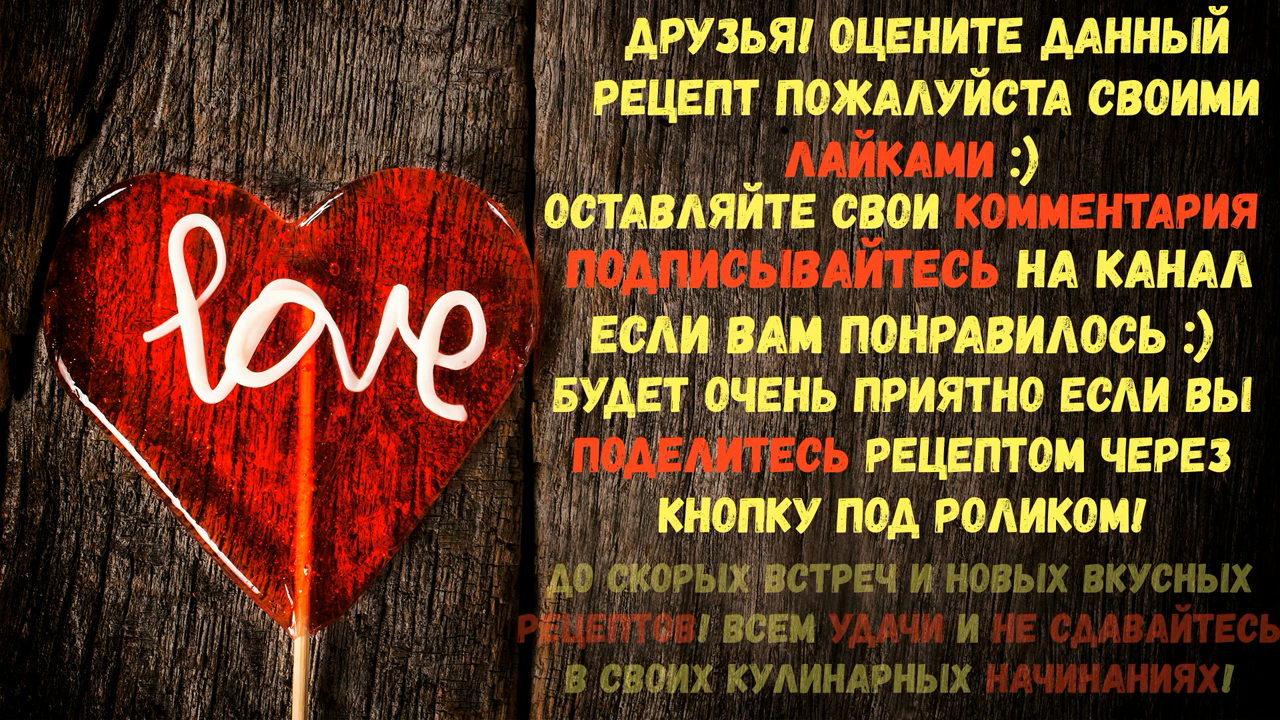 love
ДРУЗЬЯ! ОЦЕНИТЕ ДАННЫЙ
РЕЦЕПТ ПОЖАЛУЙСТА СВОИМИ
ЛАЙКАМИ :)
ОСТАВЛЯЙТЕ СВОИ КОММЕНТАРИЯ
ПОДПИСЫВАЙТЕСЬ НА КАНАЛ
ЕСЛИ ВАМ ПОНРАВИЛОСЬ :)
БУДЕТ ОЧЕНЬ ПРИЯТНО ЕСЛИ ВЫ
ПОДЕЛИТЕСЬ РЕЦЕПТОМ ЧЕРЕЗ
КНОПКУ ПОД РОЛИКОМ!
ДО СКОРЫХ ВСТРЕЧ И НОВЫХ ВКУСНЫХ
РЕЦЕПТОВ! ВСЕМ УДАЧИ И НЕ СДАВАЙТЕСЬ
В СВОИХ КУЛИНАРНЫХ НАЧИНАНИЯХ!